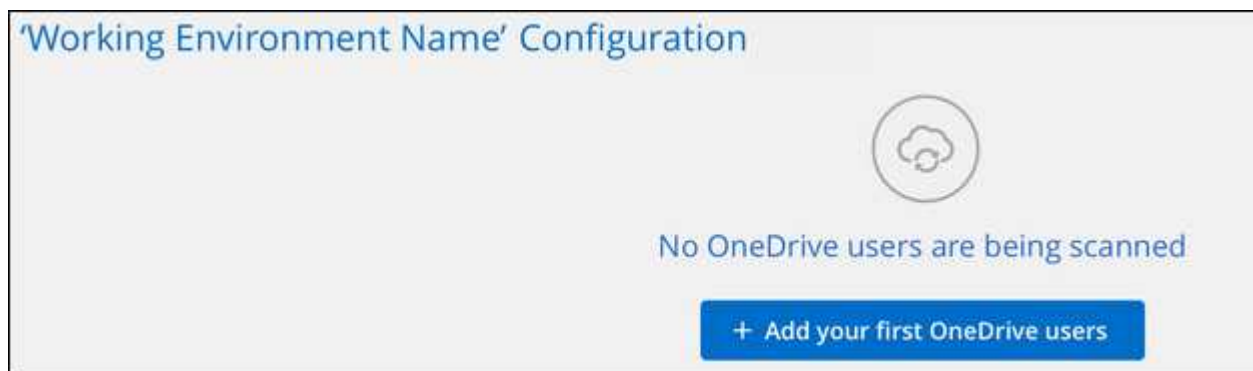 ‘Working Environment Name’ Configuration
No OneDrive users are being scanned
+ Add your first OneDrive users